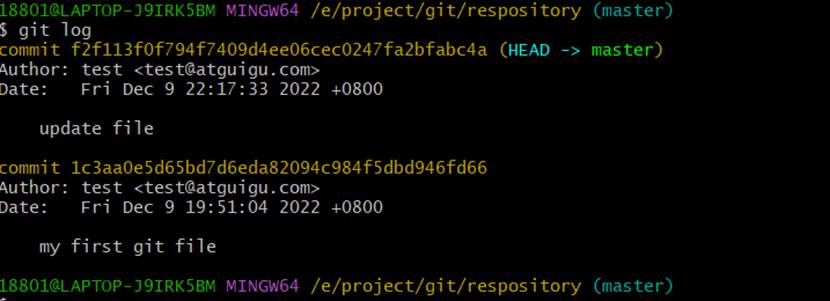 18801@LAPTOP-J9IRK5BM MINGW64 /e/project/git/respository (master)
$ git log
commit f2f113f0f794f7409d4ee06cec0247fa2bfabc4a (HEAD -> master)
Author: test <test@atguigu.com>
Date:   Fri Dec 9 22:17:33 2022 +0800
    update file
commit 1c3aa0e5d65bd7d6eda82094c984f5dbd946fd66
Author: test <test@atguigu.com>
Date:   Fri Dec 9 19:51:04 2022 +0800
    my first git file
18801@LAPTOP-J9IRK5BM MINGW64 /e/project/git/respository (master)